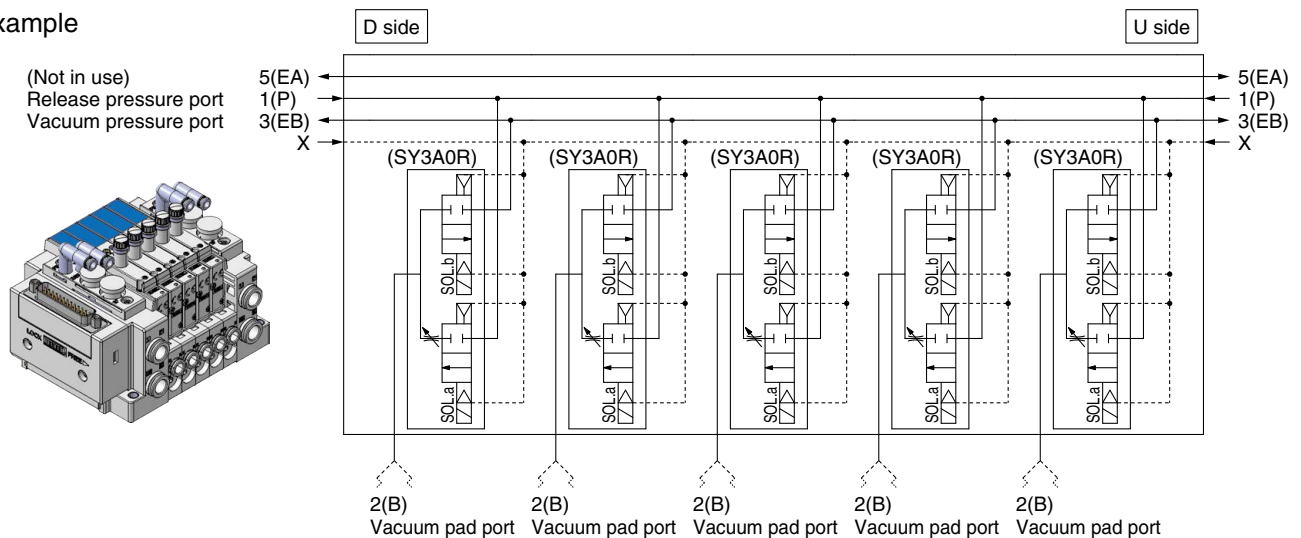 xample
D side
U side
(Not in use) 5(EA) 5(EA)
Release pressure port 1(P) 1(P)
Vacuum pressure port 3(EB) 3(EB)
X X
(SY3A0R) (SY3A0R) (SY3A0R) (SY3A0R) (SY3A0R)
SOL.b SOL.b SOL.b SOL.b SOL.b
SOL.a SOL.a SOL.a SOL.a SOL.a
LOCK FREE
2(B) 2(B) 2(B) 2(B) 2(B)
Vacuum pad port Vacuum pad port Vacuum pad port Vacuum pad port Vacuum pad port